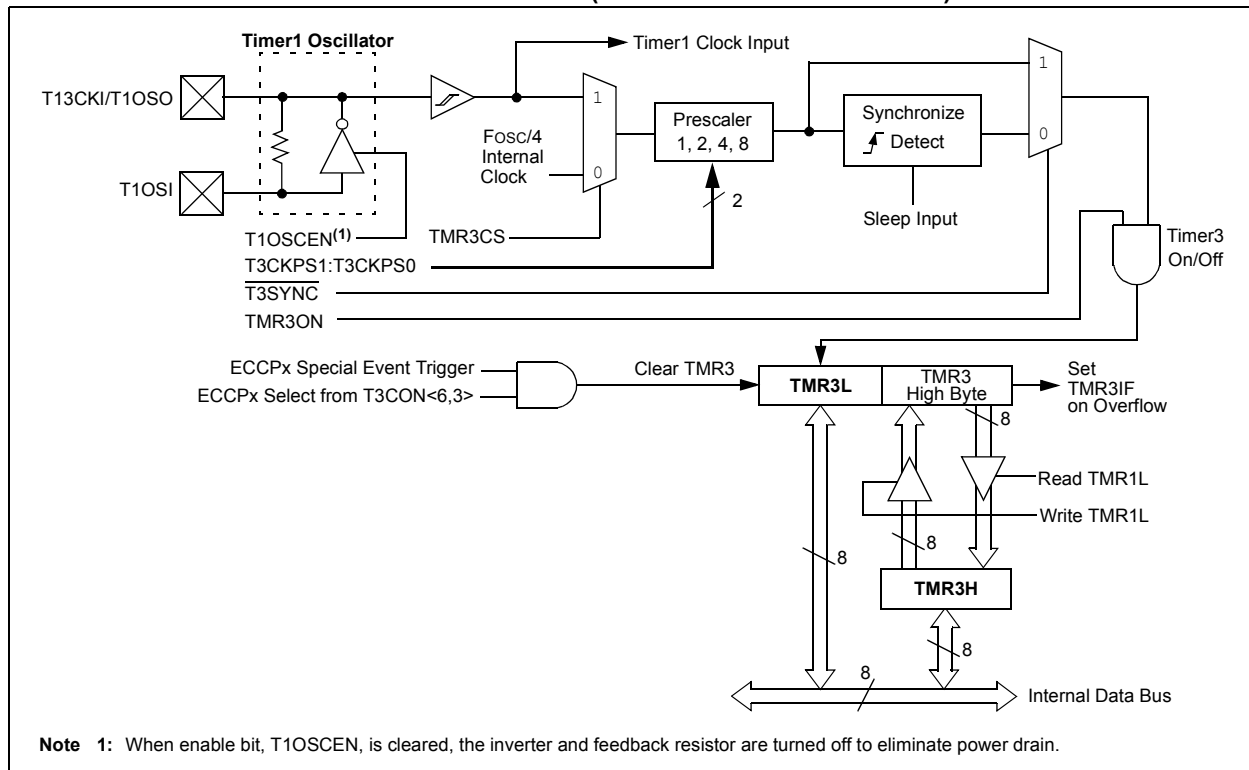 Timer1 Oscillator
Timer1 Clock Input
T13CKI/T1OSO
T1OSI
1
0
FOSC/4
Internal
Clock
Prescaler
1, 2, 4, 8
2
Synchronize
Detect
Sleep Input
1
0
T1OSCEN(1)
TMR3CS
T3CKPS1:T3CKPS0
T3SYNC
TMR3ON
Timer3
On/Off
ECCPx Special Event Trigger
ECCPx Select from T3CON<6,3>
Clear TMR3
TMR3L
TMR3
High Byte
Set
TMR3IF
on Overflow
8
Read TMR1L
Write TMR1L
8
8
TMR3H
8
8
Internal Data Bus
Note 1: When enable bit, T1OSCEN, is cleared, the inverter and feedback resistor are turned off to eliminate power drain.